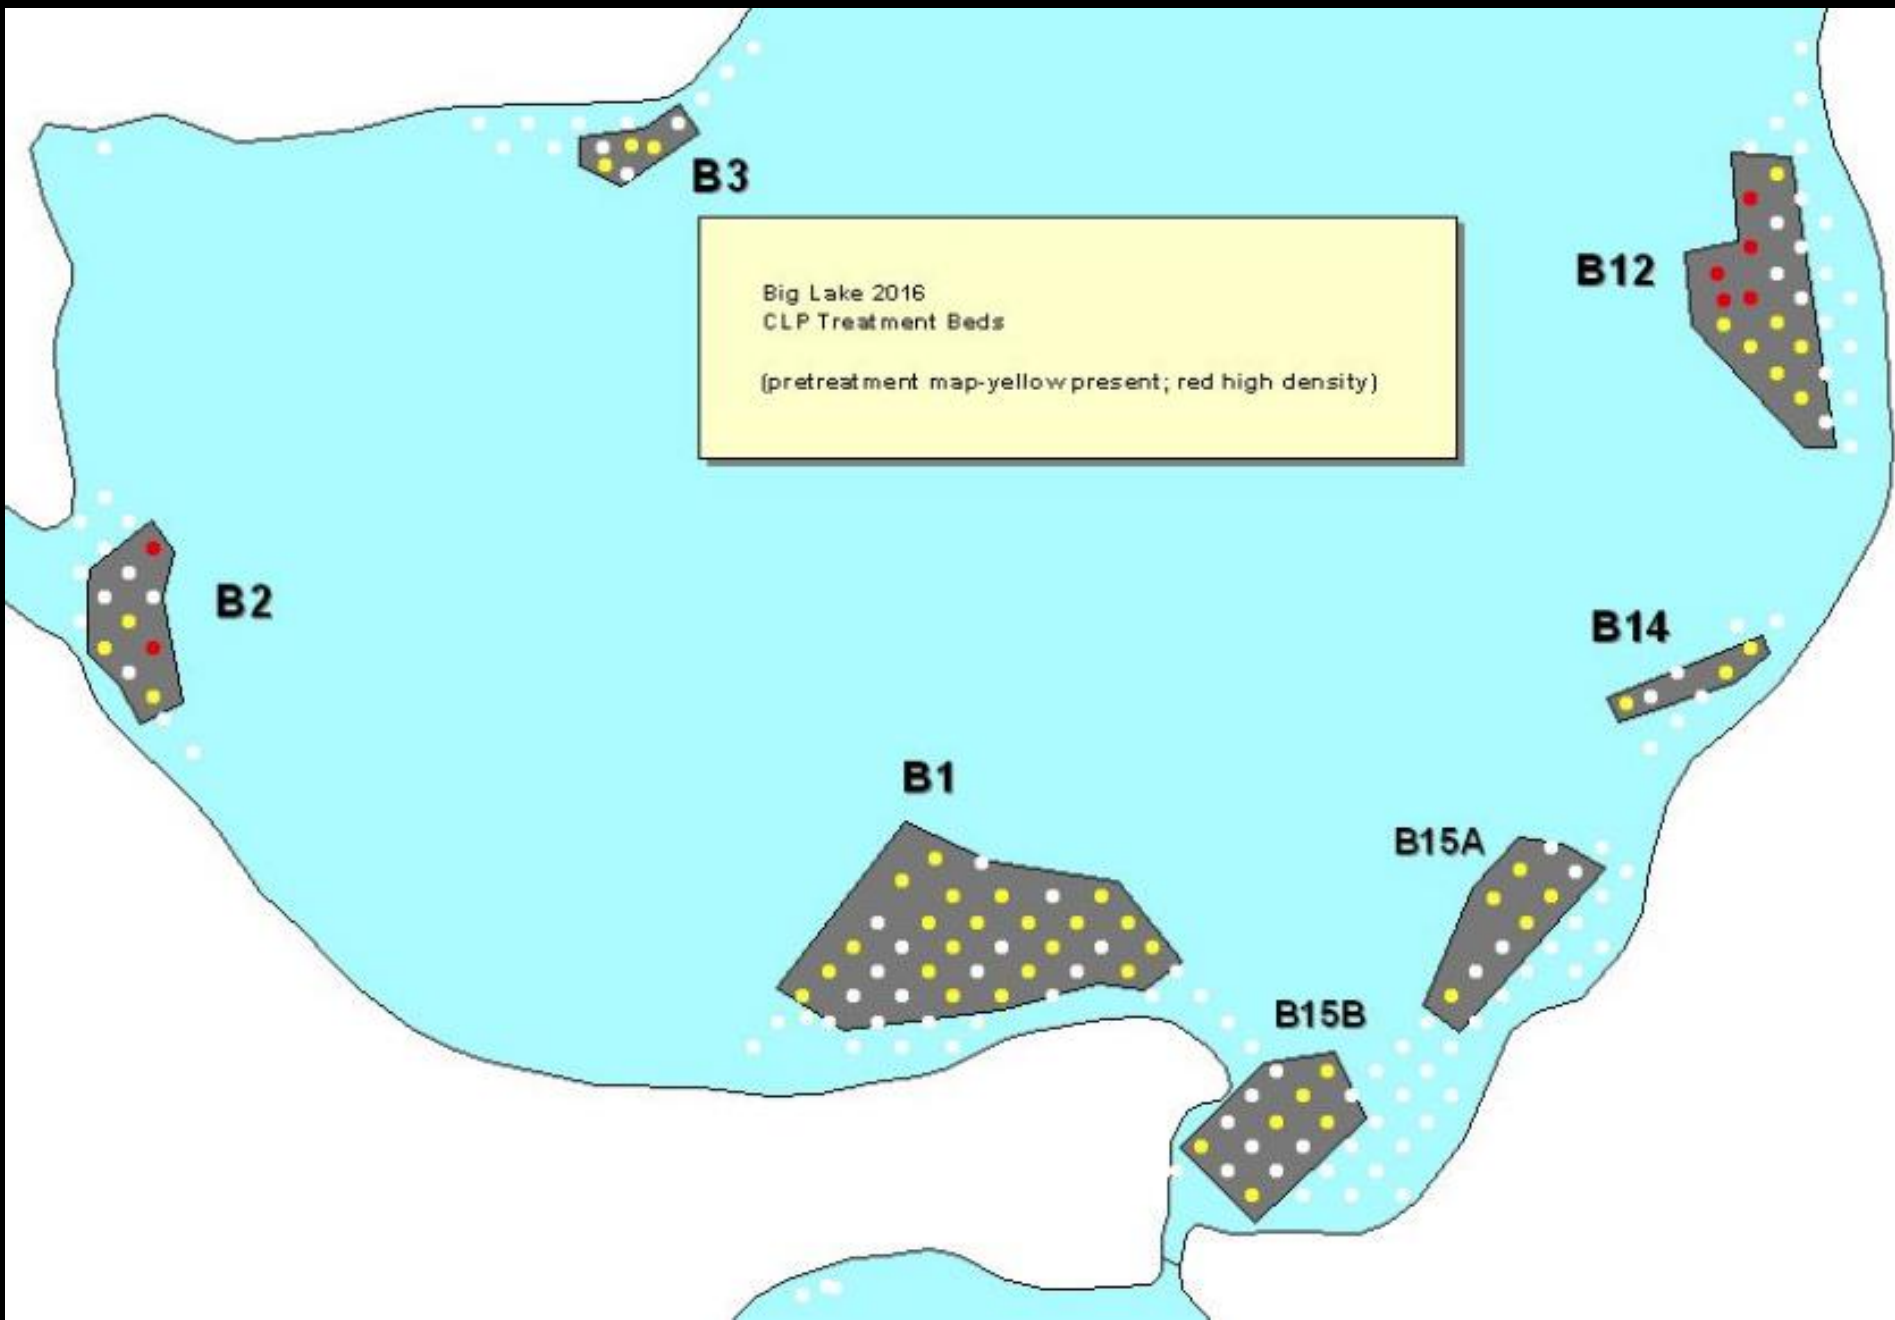 B3
Big Lake 2016
CLP Treatment Beds
(pretreatment map-yellow present; red high density)
B12
B2
B14
B1
B15A
B15B